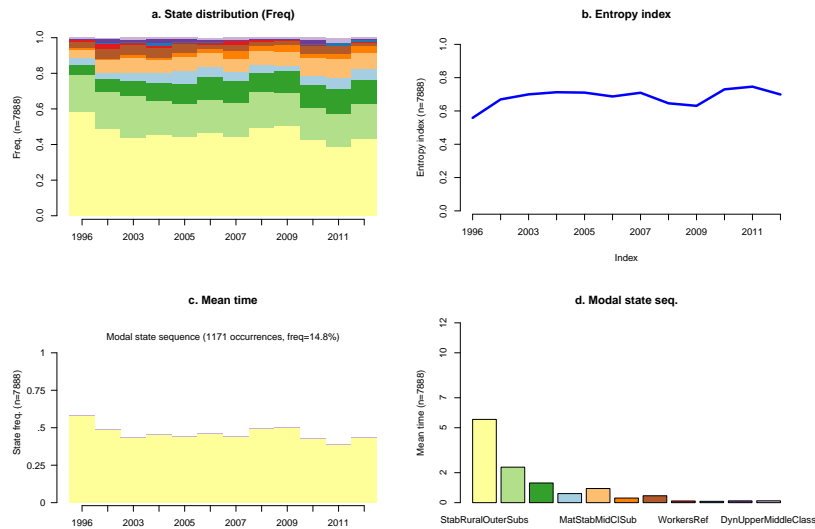 a. State distribution (Freq)
Freq. (n=7888)
1.0
0.8
0.6
0.4
0.2
0.0
1996 2003 2005 2007 2009 2011
b. Entropy index
Entropy index (n=7888)
1.0
0.8
0.6
0.4
0.2
0.0
1996 2003 2005 2007 2009 2011
Index
c. Mean time
Modal state sequence (1171 occurrences, freq=14.8%)
State freq. (n=7888)
1
0.75
.5
0.25
0
1996 2003 2005 2007 2009 2011
d. Modal state seq.
Mean time (n=7888)
12
7
5
2
0
StabRuralOuterSubs MatStabMidClSub WorkersRef DynUpperMiddleClass